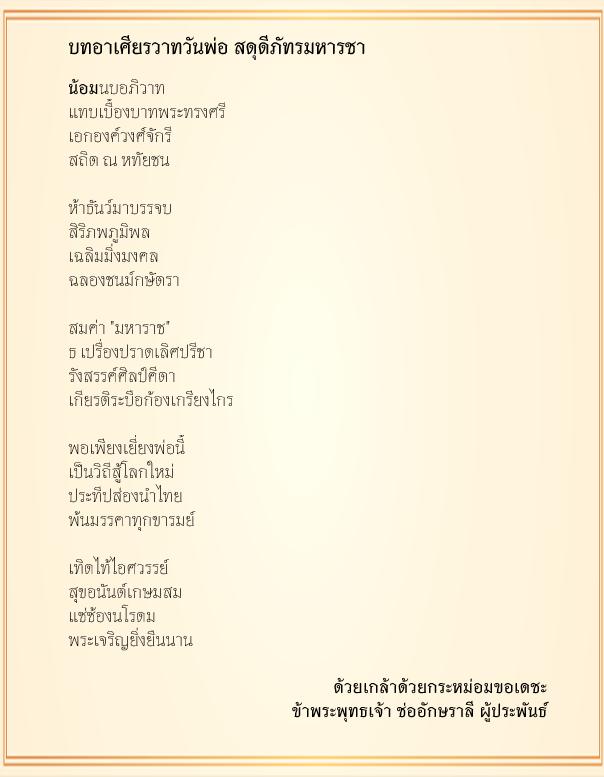 บทอาเศียรวาทวันพ่อ สดุดีภัทรมหารชา
น้อมนบอภิวาท
แทบเบื้องบาทพระทรงศรี
เอกองค์วงศ์จักรี
สถิต ณ หทัยชน
ห้าธันว์มาบรรจบ
สิริภพภูมิพล
เฉลิมมิ่งมงคล
ฉลองชนม์กษัตรา
สมค่า "มหาราช"
ธ เปรื่องปราดเลิศปรีชา
รังสรรค์ศิลป์คีตา
เกียรติระบือก้องเกรียงไกร
พอเพียงเยี่ยงพ่อนี้
เป็นวิถีสู้โลกใหม่
ประทีปส่องนำไทย
พ้นมรรคาทุกขารมย์
เทิดไท้ไอศวรรย์
สุขอนันต์เกษมสม
แซ่ซ้องนโรดม
พระเจริญยิ่งยืนนาน
ด้วยเกล้าด้วยกระหม่อมขอเดชะ
ข้าพระพุทธเจ้า ช่ออักษราลี ผู้ประพันธ์